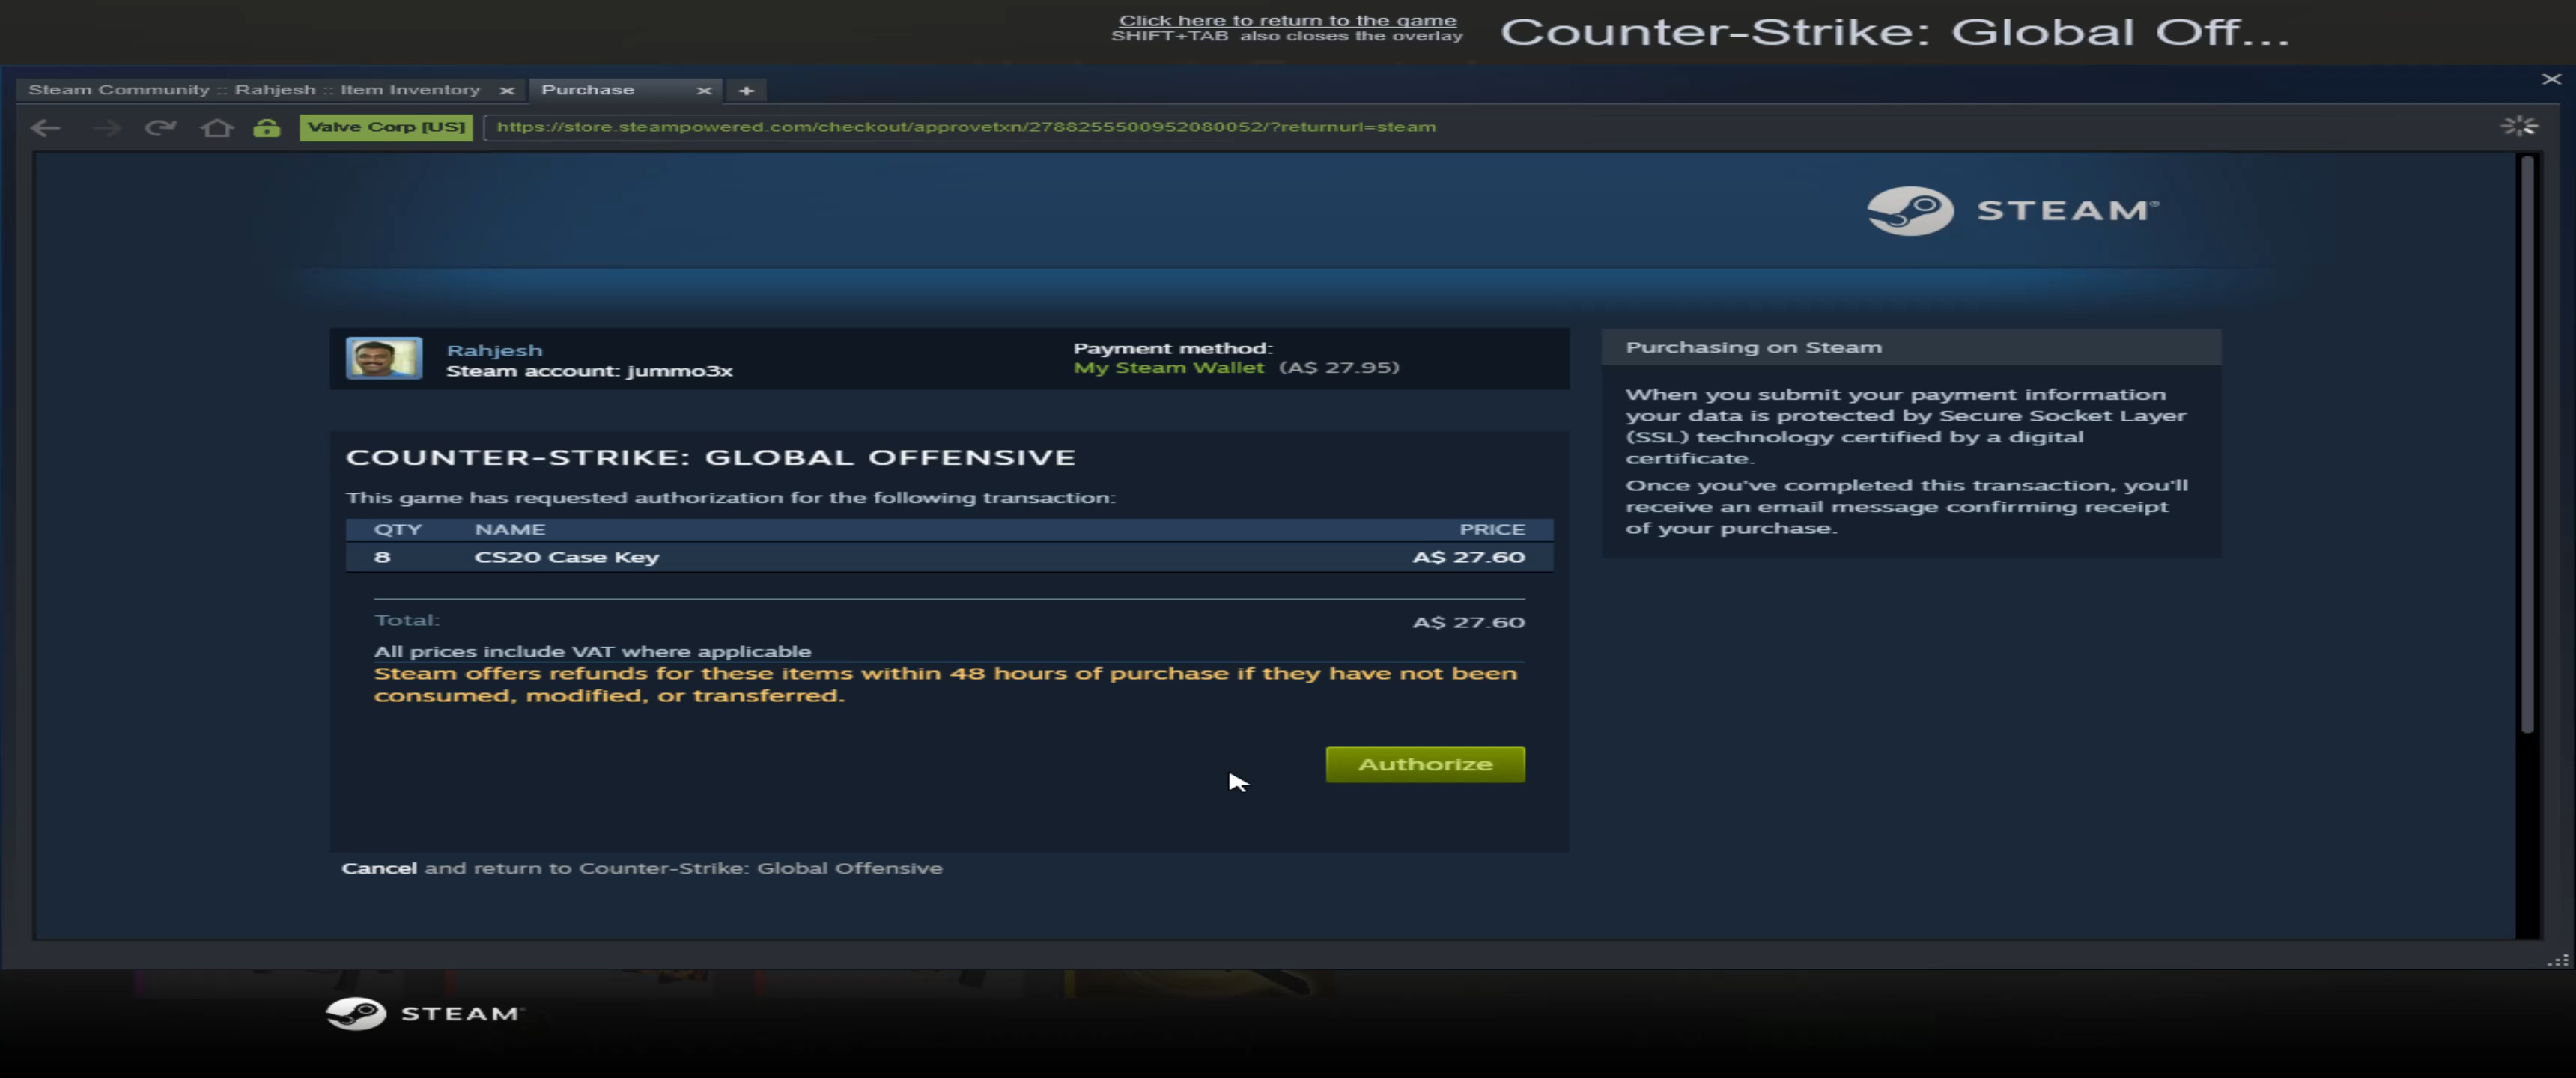 Click here to return to the game
SHIFT+TAB also closes the overlay
Counter-Strike: Global Off...
Steam Community :: Rahjesh :: Item Inventory
Purchase
Valve Corp [US]
https://store.steampowered.com/checkout/approvetxn/2788255500952080052/?returnurl=steam
STEAM®
Rahjesh
Steam account: jummo3x
Payment method:
My Steam Wallet (A$ 27.95)
COUNTER-STRIKE: GLOBAL OFFENSIVE
This game has requested authorization for the following transaction:
QTY NAME PRICE
8 CS20 Case Key A$ 27.60
Total: A$ 27.60
All prices include VAT where applicable
Steam offers refunds for these items within 48 hours of purchase if they have not been
consumed, modified, or transferred.
Authorize
Cancel and return to Counter-Strike: Global Offensive
Purchasing on Steam
When you submit your payment information
your data is protected by Secure Socket Layer
(SSL) technology certified by a digital
certificate.
Once you've completed this transaction, you'll
receive an email message confirming receipt
of your purchase.
STEAM